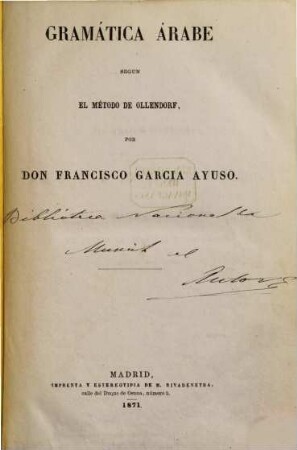 GRAMÁTICA ÁRABE
SEGUN
EL MÉTODO DE OLLENDORF,
POR
DON FRANCISCO GARCIA AYUSO.
Biblioteca Nacional de
Munich el
Autor
MADRID,
IMPRENTA Y ESTEREOTIPIA DE M. RIVADENEYRA,
calle del Duque de Osuna, número 3.
1871.